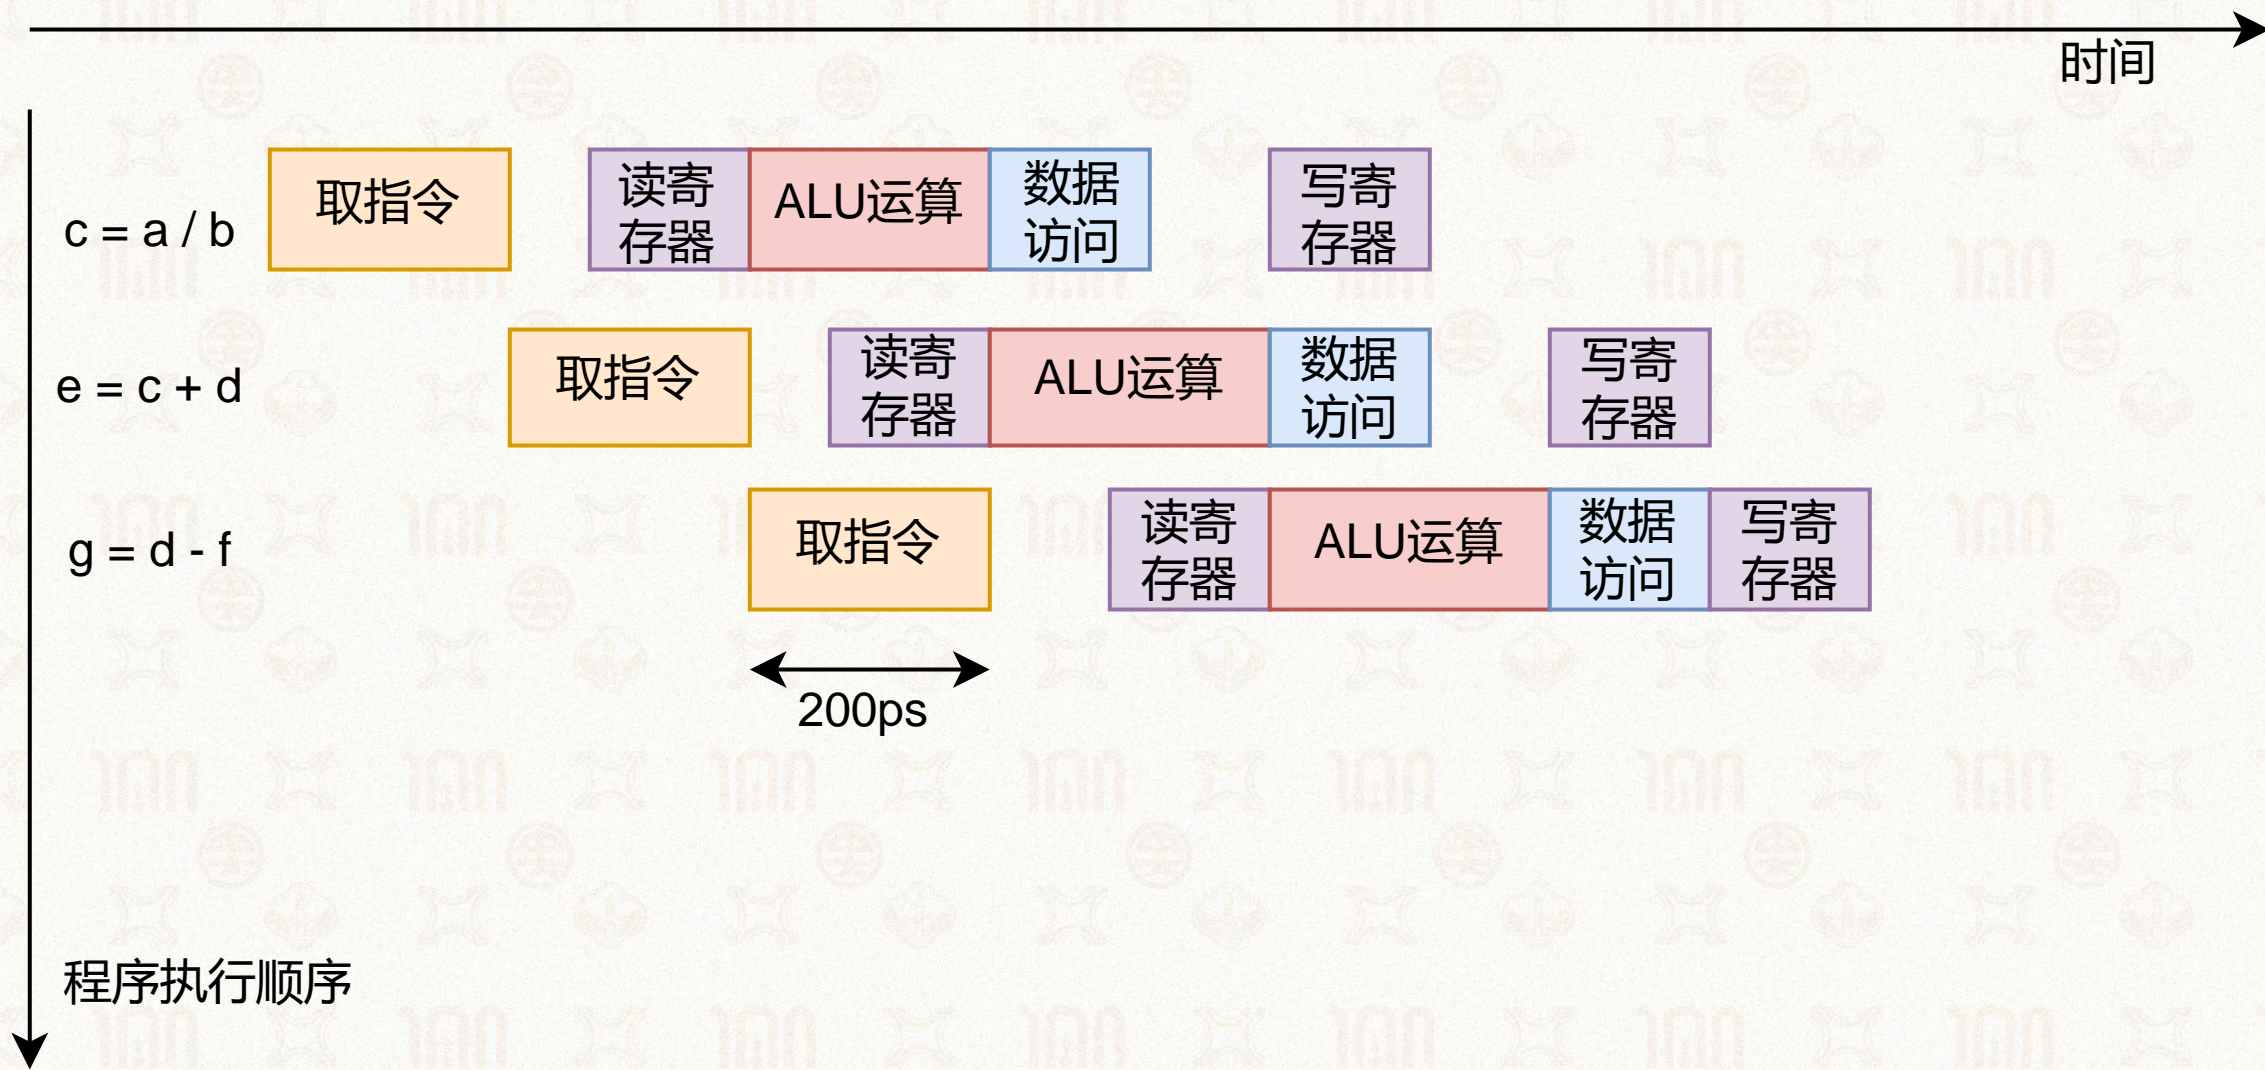 时间
c = a / b
取指令
读寄
存器
ALU运算
数据
访问
写寄
存器
e = c + d
取指令
读寄
存器
ALU运算
数据
访问
写寄
存器
g = d - f
取指令
读寄
存器
ALU运算
数据
访问
写寄
存器
200ps
程序执行顺序